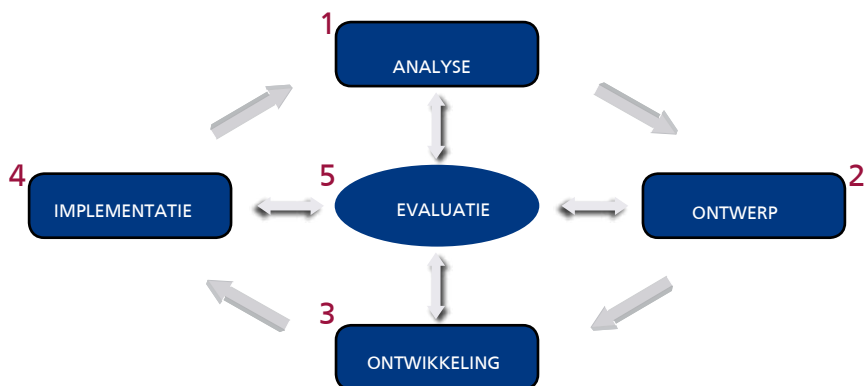 1
ANALYSE
4
IMPLEMENTATIE
5
EVALUATIE
2
ONTWERP
3
ONTWIKKELING